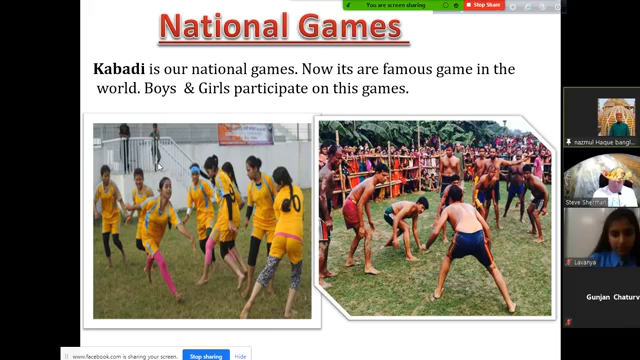 You are screen sharing
Stop Share
National Games
Kabadi is our national games. Now its are famous game in the
world. Boys & Girls participate on this games.
nazmul Haque bangl
Steve Sherman
Lavanya
Gunjan Chaturv
www.facebook.com is sharing your screen.
Stop sharing
Hide